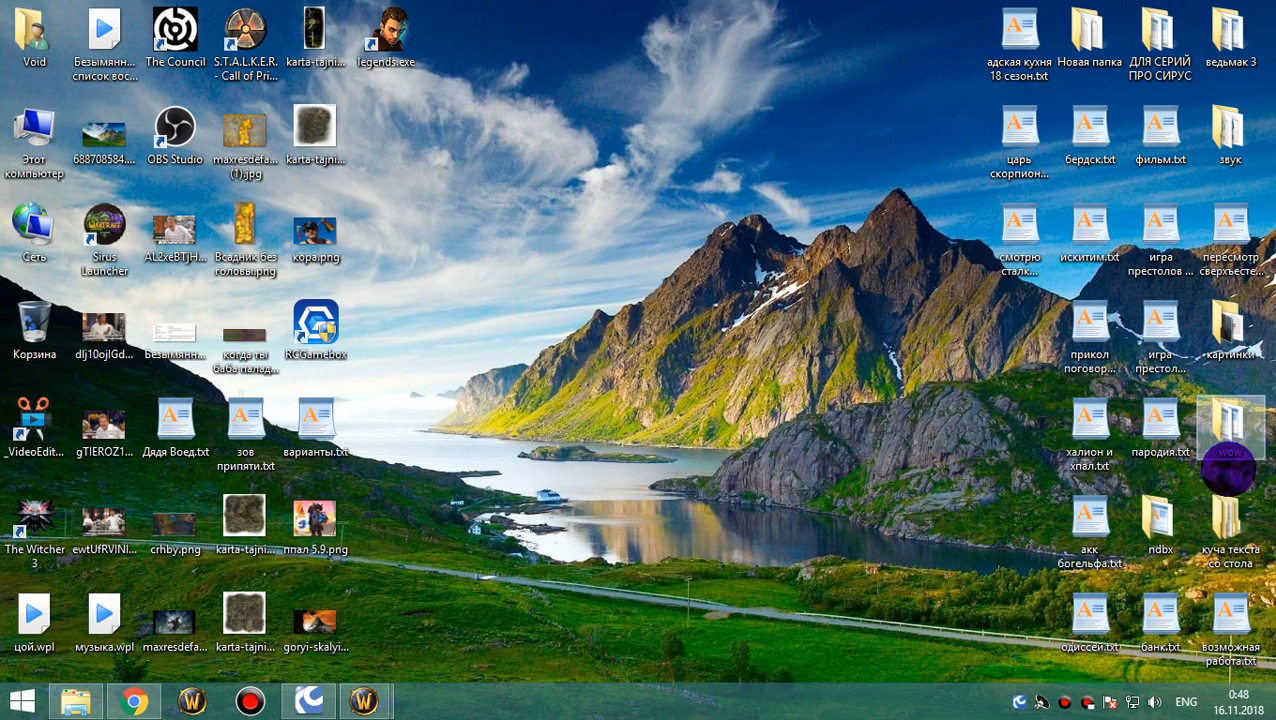 Void
Безымянн...
список вос...
The Council
S.T.A.L.K.E.R.
- Call of Pri...
karta-tajni...
legends.exe
адская кухня
18 сезон.txt
Новая папка
ДЛЯ СЕРИЙ
ПРО СИРУС
ведьмак 3
Этот
компьютер
688708584....
OBS Studio
maxresdefa...
(1).jpg
karta-tajni...
царь
скорпион...
бердск.txt
фильм.txt
звук
Сеть
Sirus
Launcher
AL2xeBTjH...
Всадник без
головы.png
кора.png
смотрю
сталк...
искитим.txt
игра
престолов ...
пересмотр
сверхъесте...
Корзина
dlj10ojIGd...
Безымянн...
когда ты
баба палад...
RCGamebox
прикол
поговор...
игра
престол...
картинки
_VideoEdit...
gTIEROZ1...
Дядя Воед.txt
зов
припяти.txt
варианты.txt
халион и
хпал.txt
пародия.txt
wow
The Witcher
3
ewtUfRVINI...
crhby.png
karta-tajni...
ппал 5.9.png
акк
богельфа.txt
ndbx
куча текста
со стола
цой.wpl
музыка.wpl
maxresdefa...
karta-tajni...
goryi-skalyi...
одиссей.txt
банк.txt
возможная
работа.txt
ENG
0:48
16.11.2018